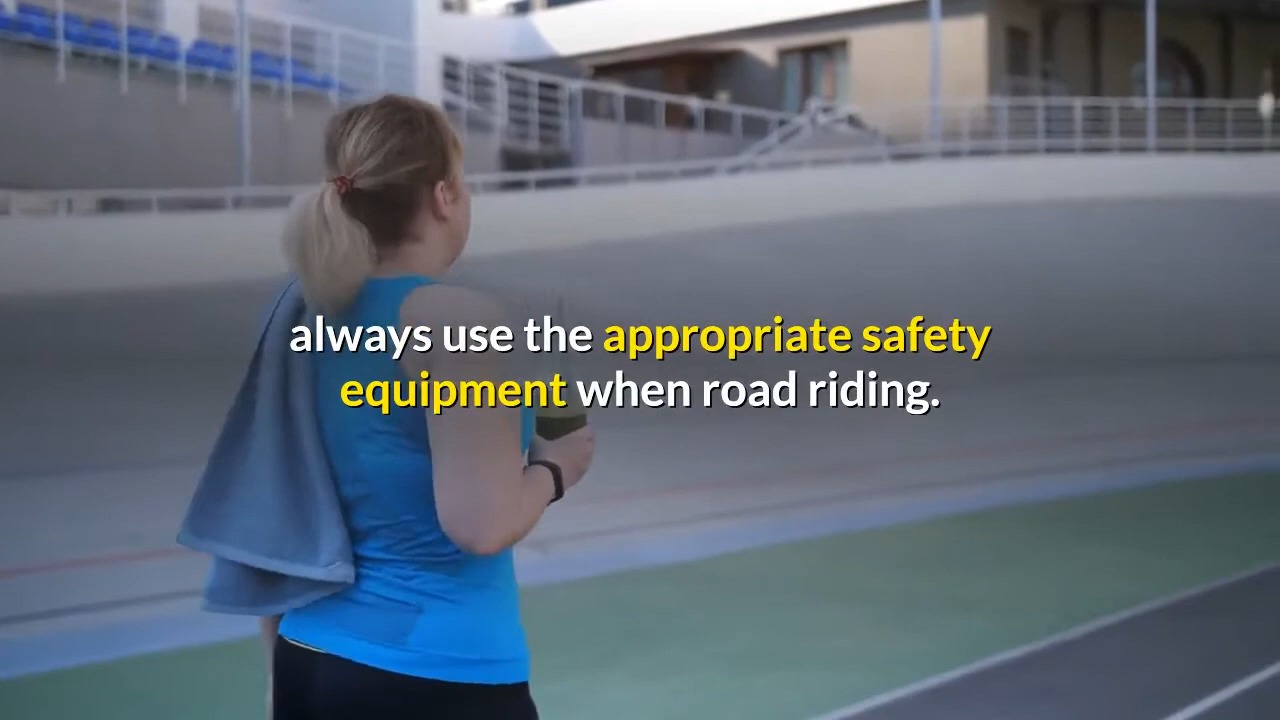 always use the appropriate safety
equipment when road riding.